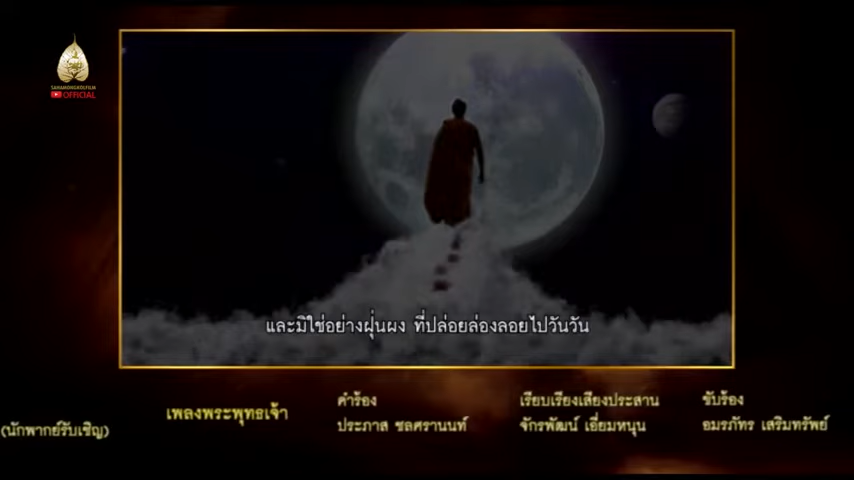 SAHAMONGKOLFILM
OFFICIAL
และมิใช่อย่างฝุ่นผง ที่ปล่อยล่องลอยไปวันวัน
(นักพากย์รับเชิญ)
เพลงพระพุทธเจ้า
คำร้อง
ประภาส ชลศรานนท์
เรียบเรียงเสียงประสาน
จักรพัฒน์ เอี่ยมหนุน
ขับร้อง
อมรภัทร เสริมทรัพย์